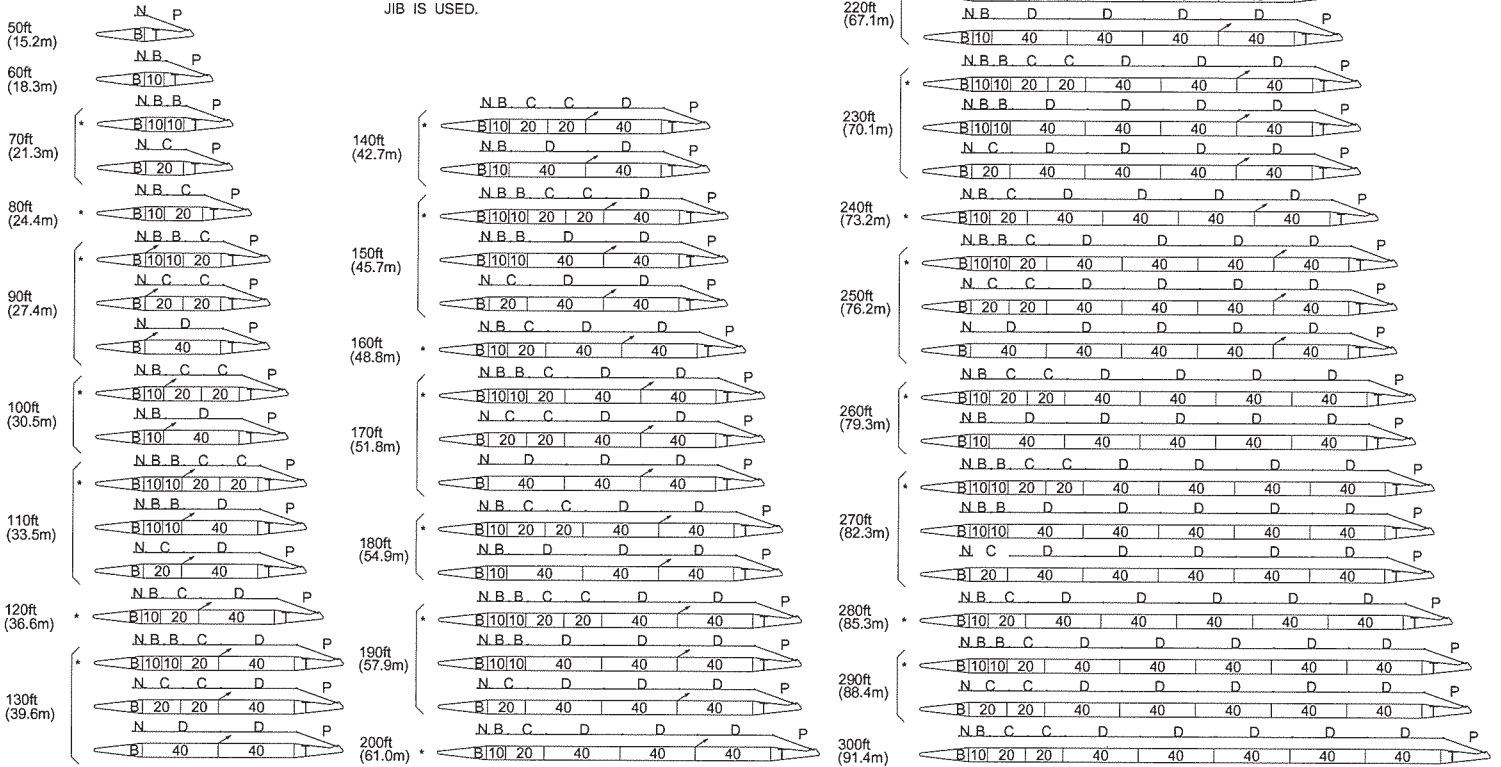 JIB IS USED.
N P
50ft
(15.2m)
B T
N B P
60ft
(18.3m)
B 10 T
N B B P
* B 10 10 T
70ft
(21.3m)
N C P
B 20 T
N B C P
80ft
(24.4m)
* B 10 20 T
N B B C P
* B 10 10 20 T
90ft
(27.4m)
N C C P
B 20 20 T
N D P
B 40 T
N B C C P
* B 10 20 20 T
100ft
(30.5m)
N B D P
B 10 40 T
N B B C C P
* B 10 10 20 20 T
110ft
(33.5m)
N B B D P
B 10 10 40 T
N C D P
B 20 40 T
N B C D P
120ft
(36.6m)
* B 10 20 40 T
N B B C D P
* B 10 10 20 40 T
130ft
(39.6m)
N C C D P
B 20 20 40 T
N D D P
B 40 40 T
N B C C D P
* B 10 20 20 40 T
140ft
(42.7m)
N B D D P
B 10 40 40 T
N B B C C D P
* B 10 10 20 20 40 T
150ft
(45.7m)
N B B D D P
B 10 10 40 40 T
N C D D P
B 20 40 40 T
N B C D D P
160ft
(48.8m)
* B 10 20 40 40 T
N B B C D D P
* B 10 10 20 40 40 T
170ft
(51.8m)
N C C D D P
B 20 20 40 40 T
N D D D P
B 40 40 40 T
N B C C D D P
* B 10 20 20 40 40 T
180ft
(54.9m)
N B D D D P
B 10 40 40 40 T
N B B C C D D P
* B 10 10 20 20 40 40 T
190ft
(57.9m)
N B B D D D P
B 10 10 40 40 40 T
N C D D D P
B 20 40 40 40 T
N B C D D D P
200ft
(61.0m)
* B 10 20 40 40 40 T
220ft
(67.1m)
N B D D D D P
B 10 40 40 40 40 T
N B B C C D D D P
* B 10 10 20 20 40 40 40 T
230ft
(70.1m)
N B B D D D D P
B 10 10 40 40 40 40 T
N C D D D D P
B 20 40 40 40 40 T
N B C D D D D P
240ft
(73.2m)
* B 10 20 40 40 40 40 T
N B B C D D D D P
* B 10 10 20 40 40 40 40 T
250ft
(76.2m)
N C C D D D D P
B 20 20 40 40 40 40 T
N D D D D D P
B 40 40 40 40 40 T
N B C C D D D D P
* B 10 20 20 40 40 40 40 T
260ft
(79.3m)
N B D D D D D P
B 10 40 40 40 40 40 T
N B B C C D D D D P
* B 10 10 20 20 40 40 40 40 T
270ft
(82.3m)
N B B D D D D D P
B 10 10 40 40 40 40 40 T
N C D D D D D P
B 20 40 40 40 40 40 T
N B C D D D D D P
280ft
(85.3m)
* B 10 20 40 40 40 40 40 T
N B B C D D D D D P
* B 10 10 20 40 40 40 40 40 T
290ft
(88.4m)
N C C D D D D D P
B 20 20 40 40 40 40 40 T
N B C C D D D D D P
300ft
(91.4m)
B 10 20 20 40 40 40 40 40 T